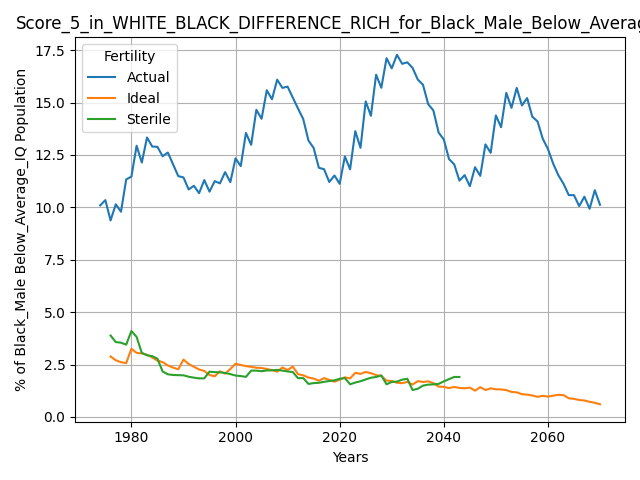 Score_5_in_WHITE_BLACK_DIFFERENCE_RICH_for_Black_Male_Below_Averag
Fertility
Actual
Ideal
Sterile
% of Black_Male Below_Average_IQ Population
17.5
15.0
12.5
10.0
7.5
5.0
2.5
0.0
1980
2000
2020
2040
2060
Years